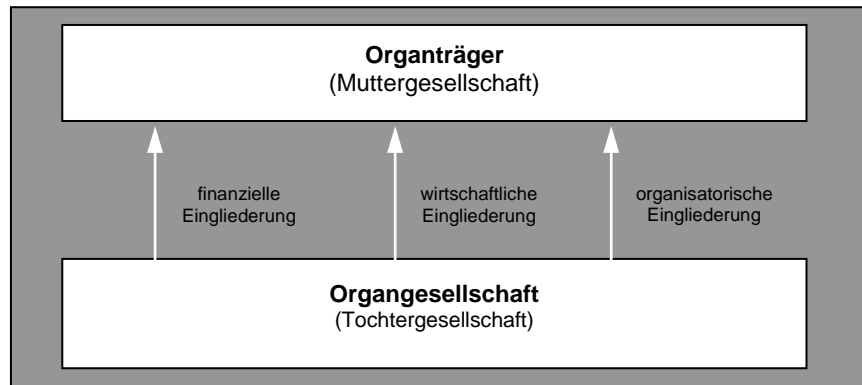 Organträger
(Muttergesellschaft)
finanzielle
Eingliederung
wirtschaftliche
Eingliederung
organisatorische
Eingliederung
Organgesellschaft
(Tochtergesellschaft)